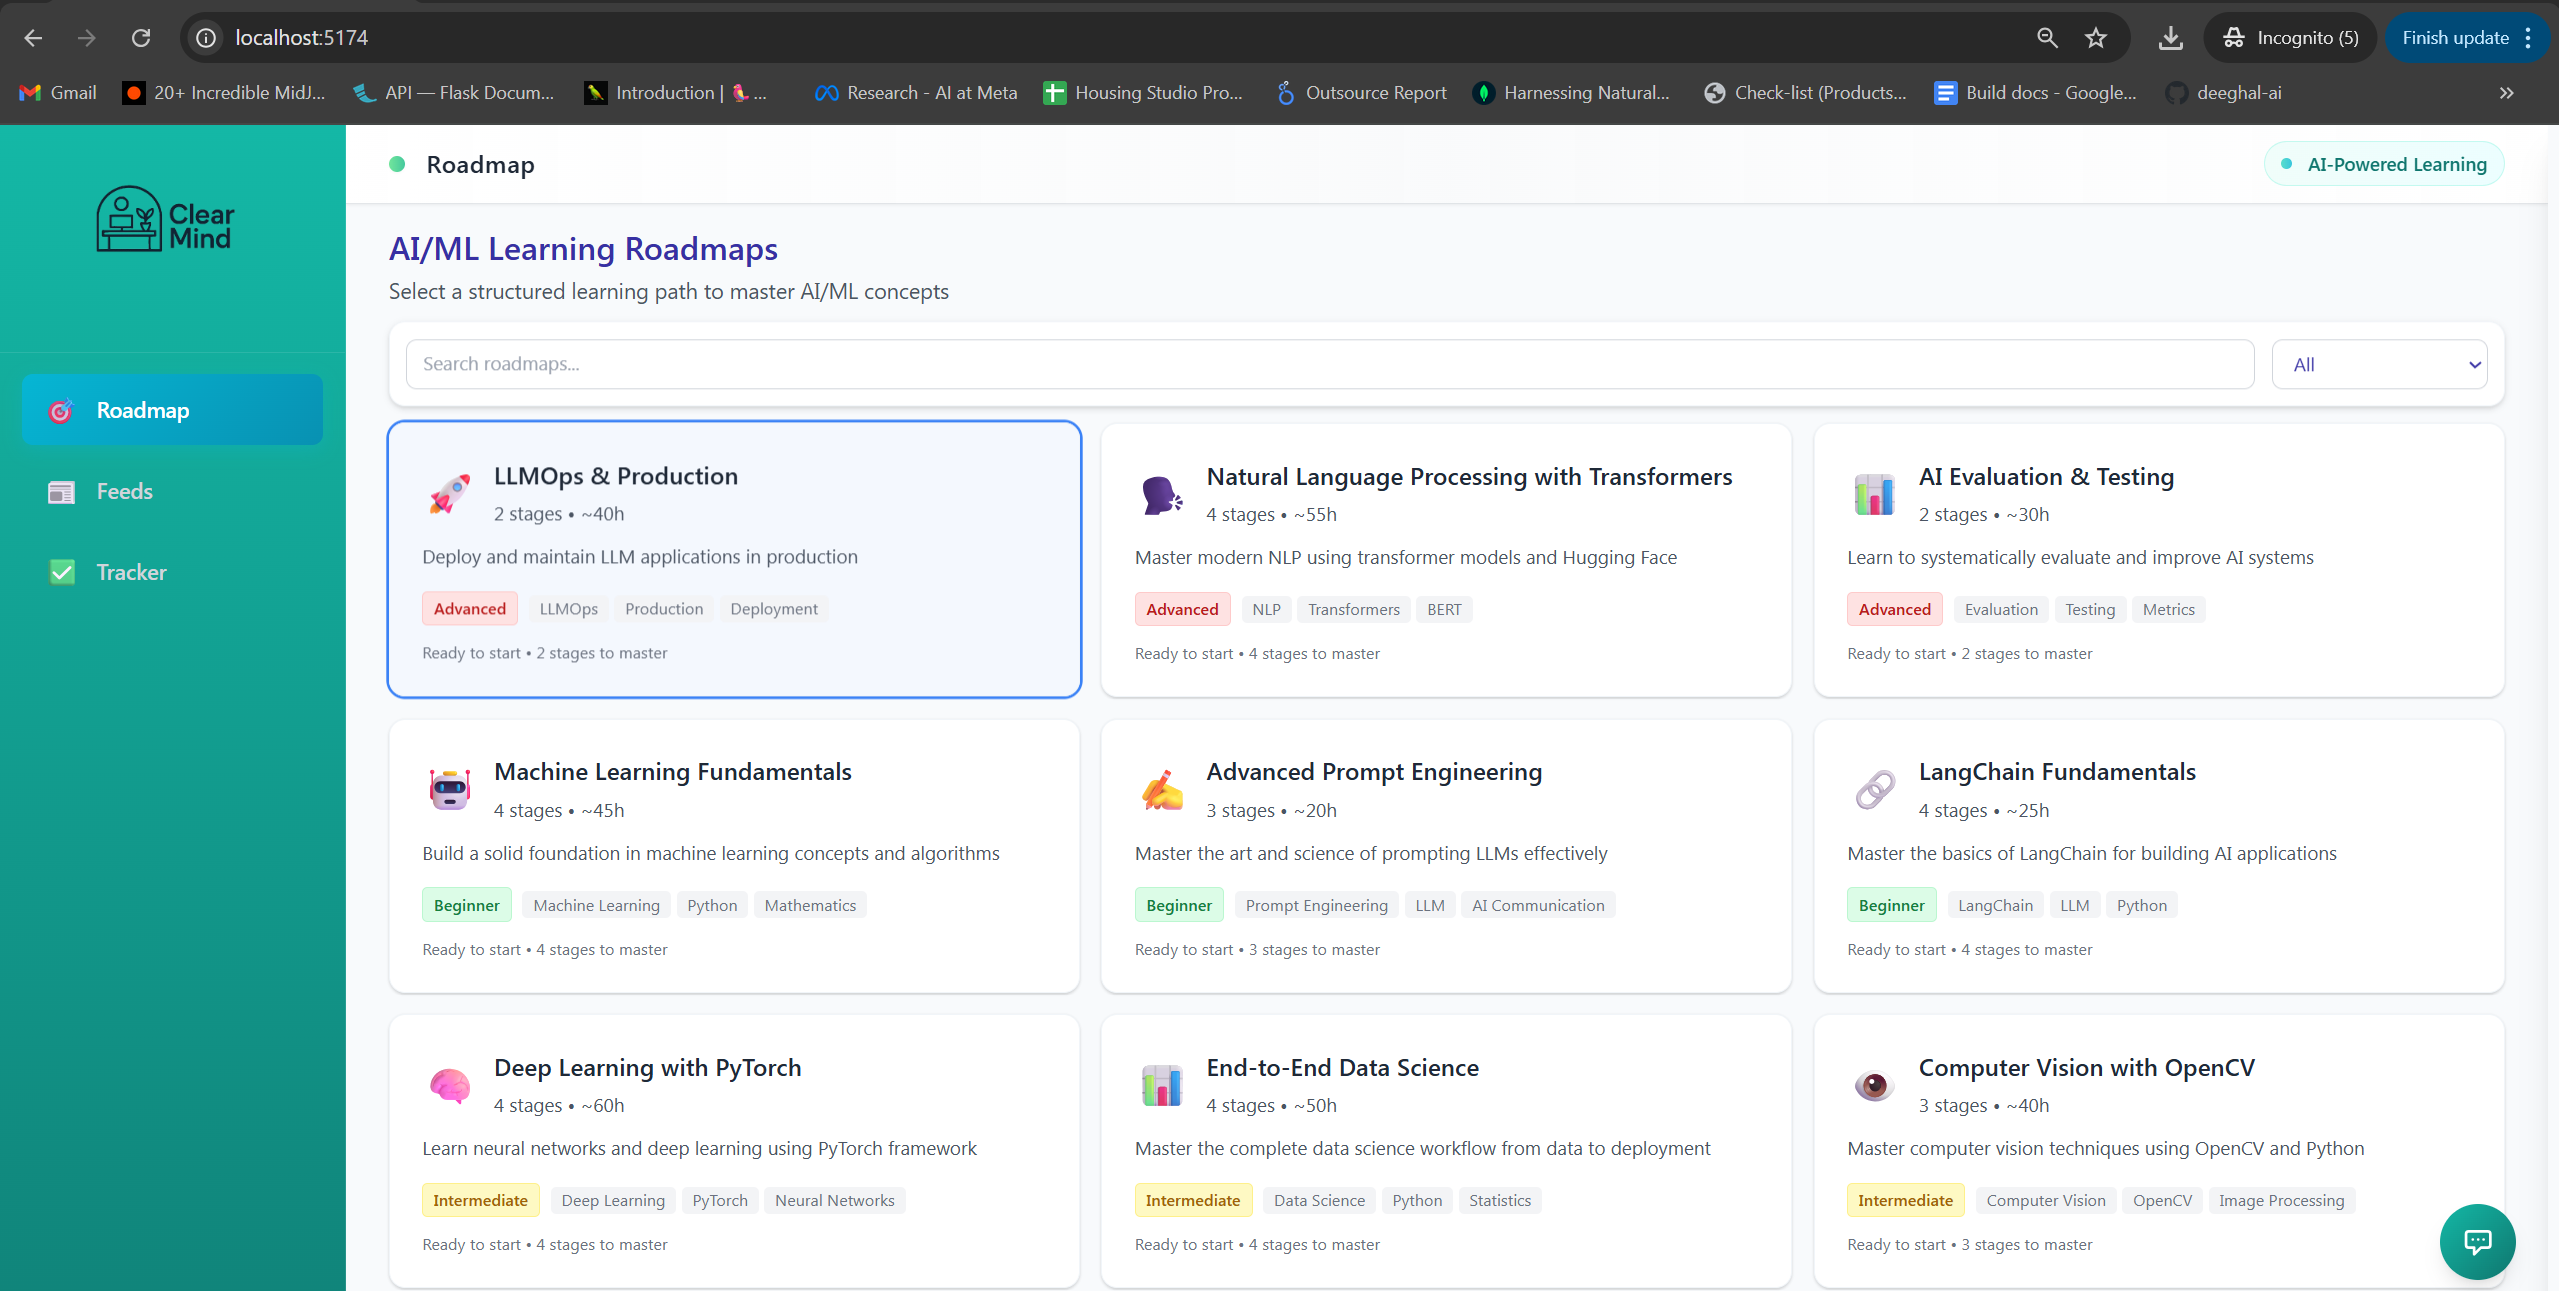 localhost:5174
Incognito (5)
Finish update
Gmail
20+ Incredible MidJ...
API — Flask Docum...
Introduction | 🦜...
Research - AI at Meta
Housing Studio Pro...
Outsource Report
Harnessing Natural...
Check-list (Products...
Build docs - Google...
deeghal-ai
Clear
Mind
Roadmap
Feeds
Tracker
Roadmap
AI-Powered Learning
AI/ML Learning Roadmaps
Select a structured learning path to master AI/ML concepts
Search roadmaps...
All
LLMOps & Production
2 stages • ~40h
Deploy and maintain LLM applications in production
Advanced LLMOps Production Deployment
Ready to start • 2 stages to master
Natural Language Processing with Transformers
4 stages • ~55h
Master modern NLP using transformer models and Hugging Face
Advanced NLP Transformers BERT
Ready to start • 4 stages to master
AI Evaluation & Testing
2 stages • ~30h
Learn to systematically evaluate and improve AI systems
Advanced Evaluation Testing Metrics
Ready to start • 2 stages to master
Machine Learning Fundamentals
4 stages • ~45h
Build a solid foundation in machine learning concepts and algorithms
Beginner Machine Learning Python Mathematics
Ready to start • 4 stages to master
Advanced Prompt Engineering
3 stages • ~20h
Master the art and science of prompting LLMs effectively
Beginner Prompt Engineering LLM AI Communication
Ready to start • 3 stages to master
LangChain Fundamentals
4 stages • ~25h
Master the basics of LangChain for building AI applications
Beginner LangChain LLM Python
Ready to start • 4 stages to master
Deep Learning with PyTorch
4 stages • ~60h
Learn neural networks and deep learning using PyTorch framework
Intermediate Deep Learning PyTorch Neural Networks
Ready to start • 4 stages to master
End-to-End Data Science
4 stages • ~50h
Master the complete data science workflow from data to deployment
Intermediate Data Science Python Statistics
Ready to start • 4 stages to master
Computer Vision with OpenCV
3 stages • ~40h
Master computer vision techniques using OpenCV and Python
Intermediate Computer Vision OpenCV Image Processing
Ready to start • 3 stages to master